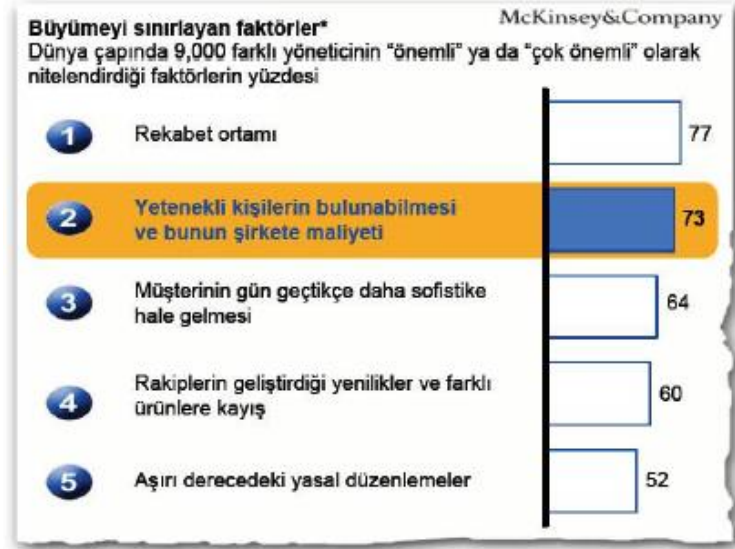 McKinsey&Company
Büyümeyi sınırlayan faktörler*
Dünya çapında 9,000 farklı yöneticinin “önemli” ya da “çok önemli” olarak
nitelendirdiği faktörlerin yüzdesi
1 Rekabet ortamı 77
2 Yetenekli kişilerin bulunabilmesi
ve bunun şirkete maliyeti 73
3 Müşterinin gün geçtikçe daha sofistike
hale gelmesi 64
4 Rakiplerin geliştirdiği yenilikler ve farklı
ürünlere kayış 60
5 Aşırı derecedeki yasal düzenlemeler 52